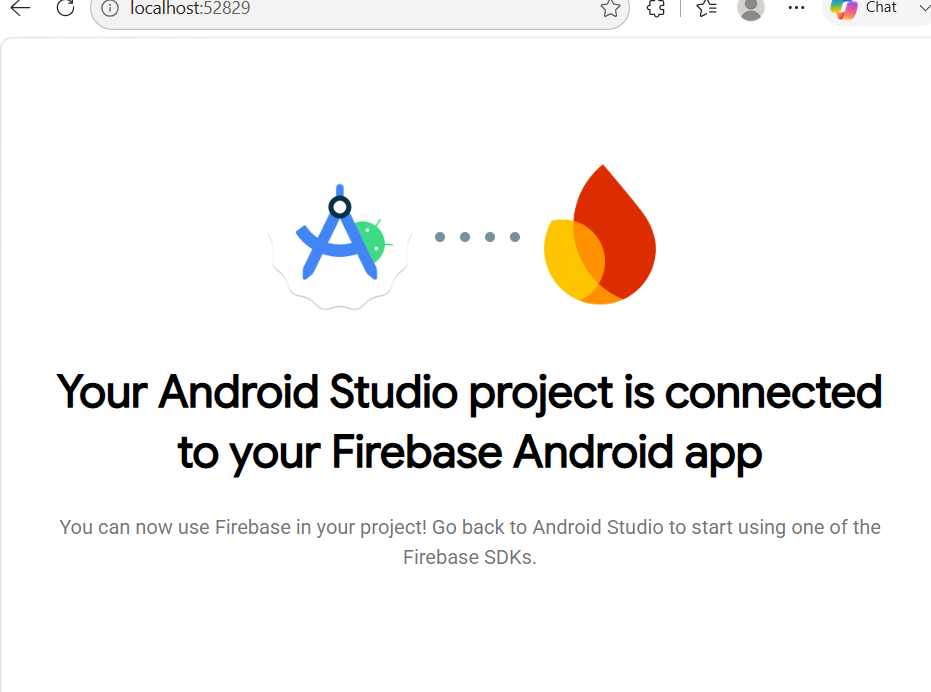 localhost:52829
Chat
Your Android Studio project is connected
to your Firebase Android app
You can now use Firebase in your project! Go back to Android Studio to start using one of the
Firebase SDKs.